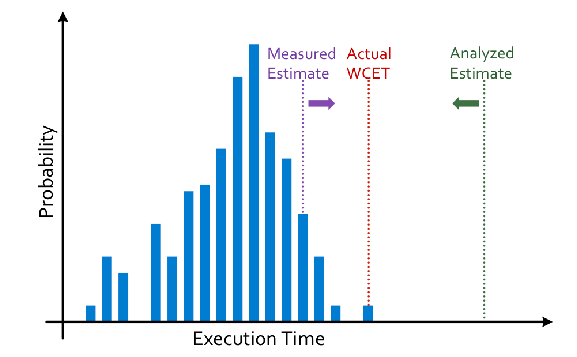 Measured
Estimate
Actual
WCET
Analyzed
Estimate
Probability
Execution Time